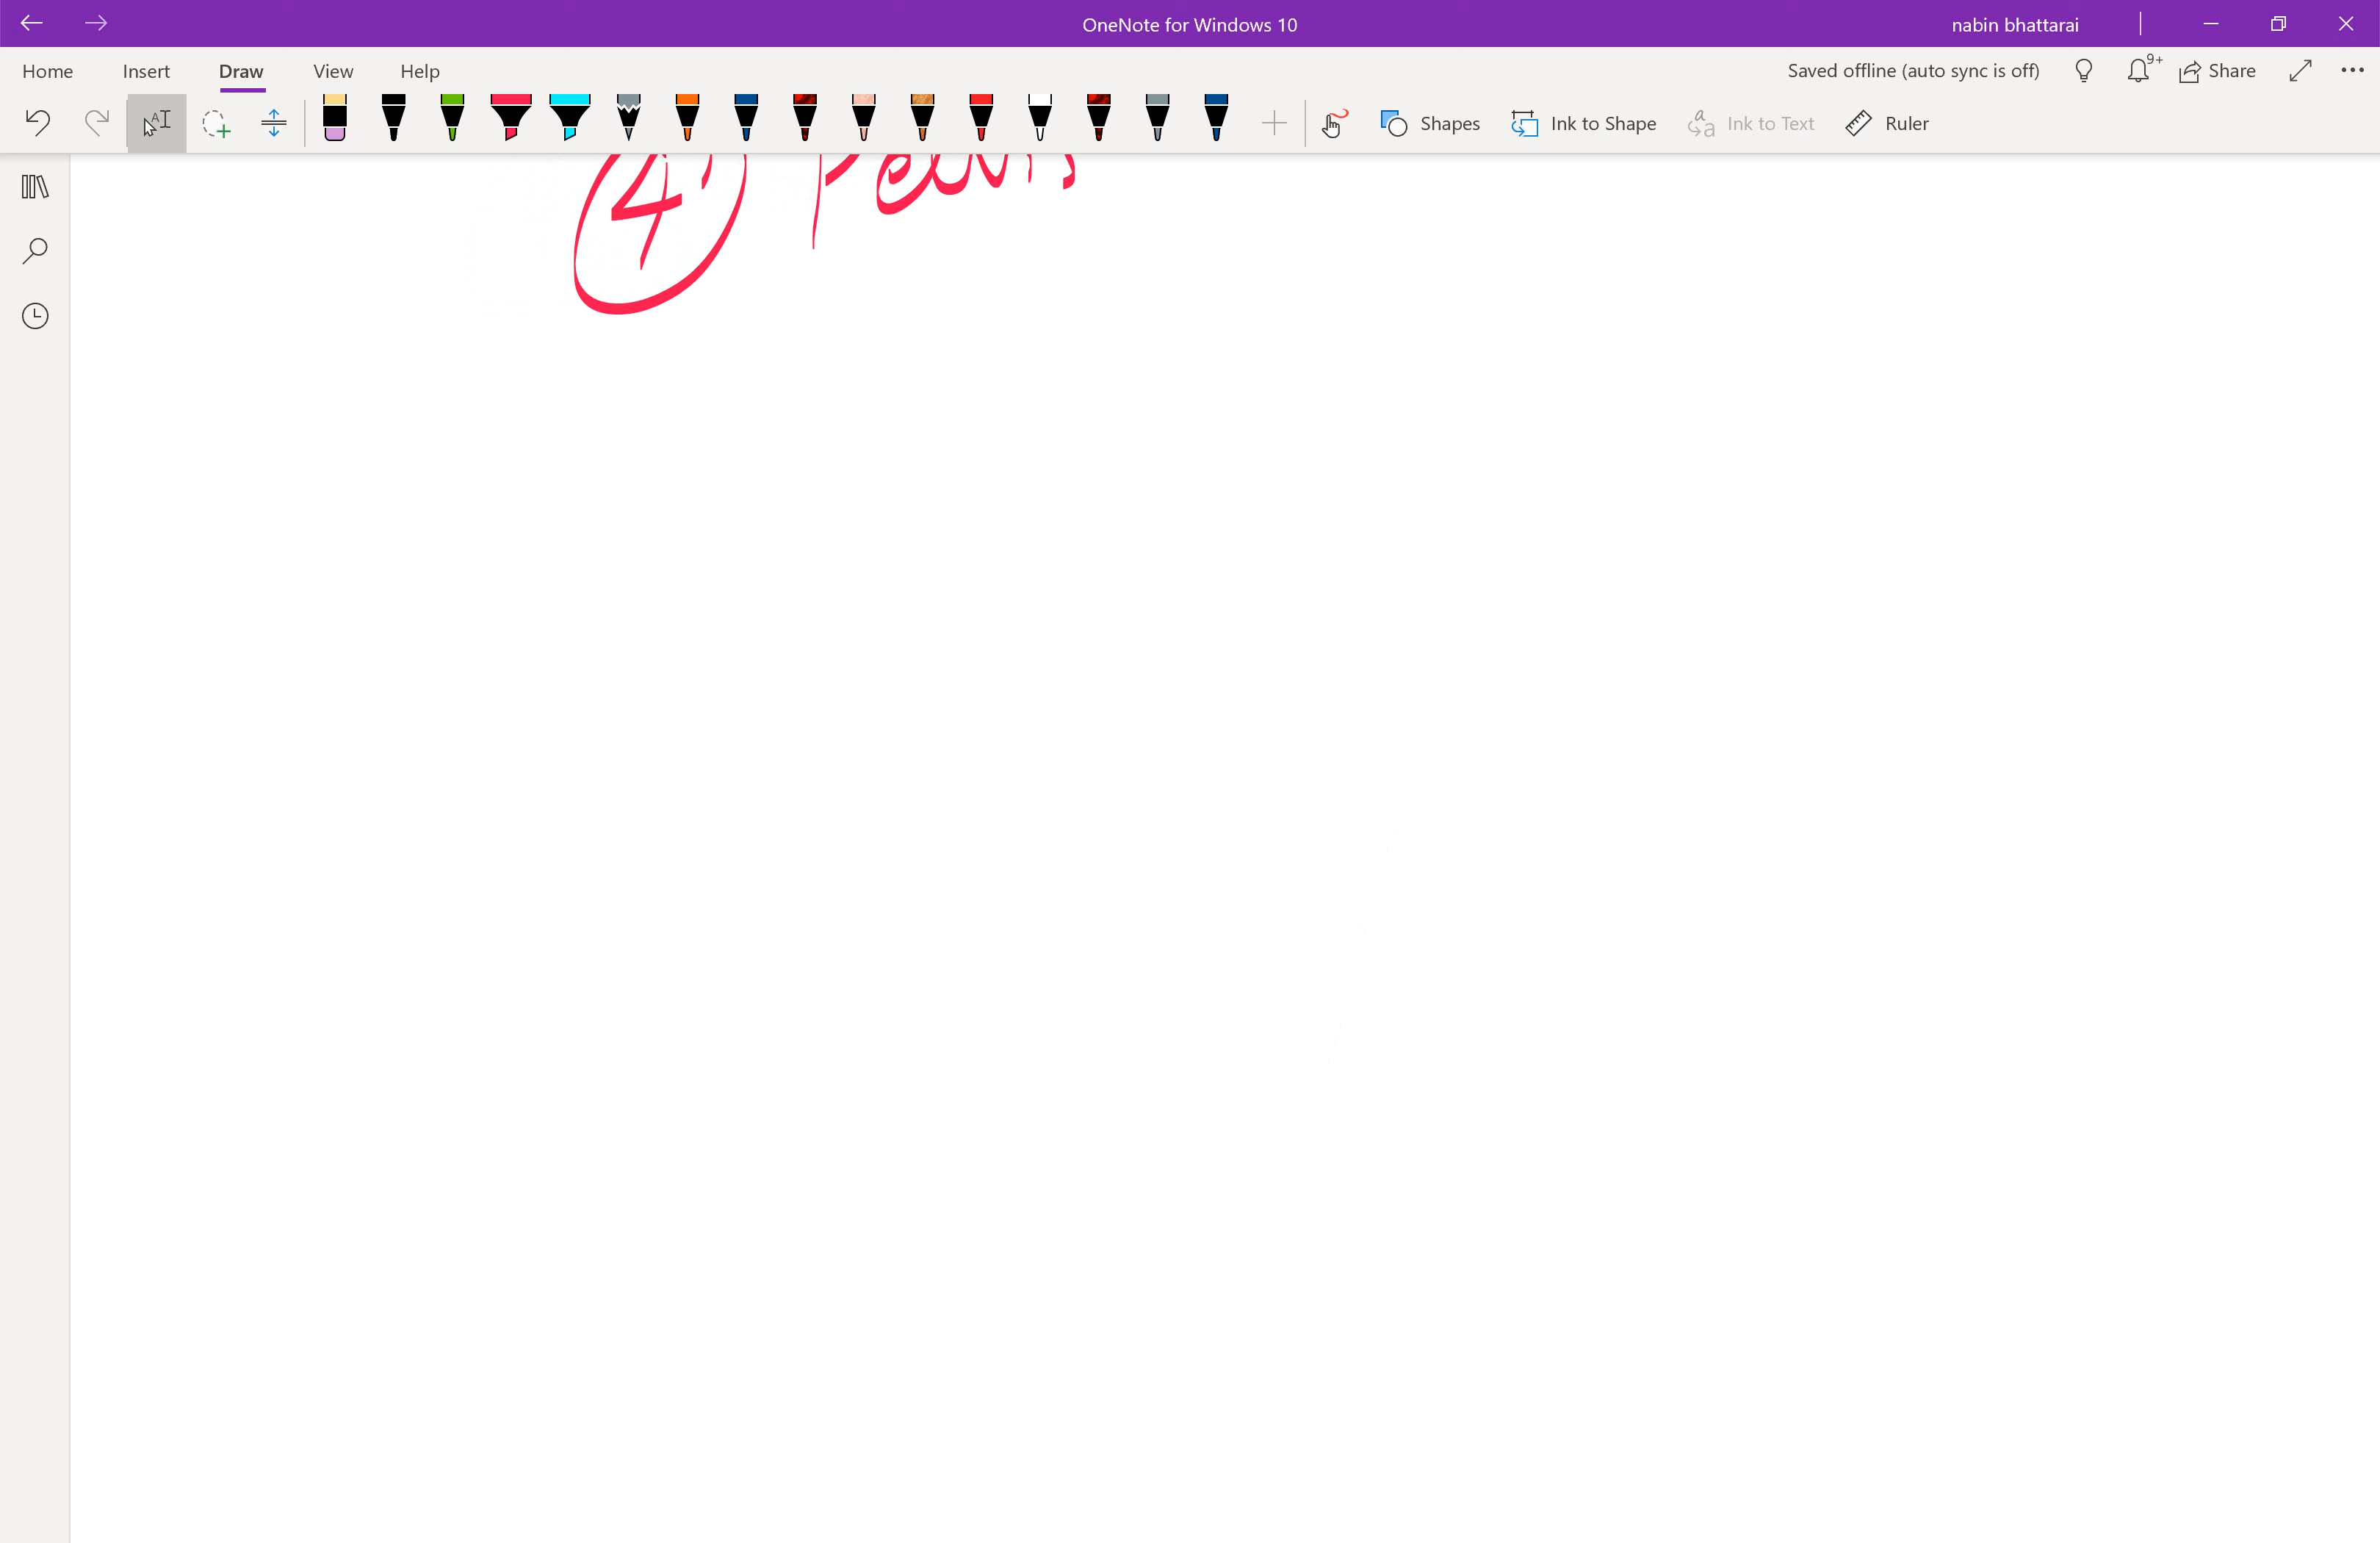 OneNote for Windows 10
nabin bhattarai
Home Insert Draw View Help
Saved offline (auto sync is off) 9+ Share
Shapes Ink to Shape Ink to Text Ruler
4